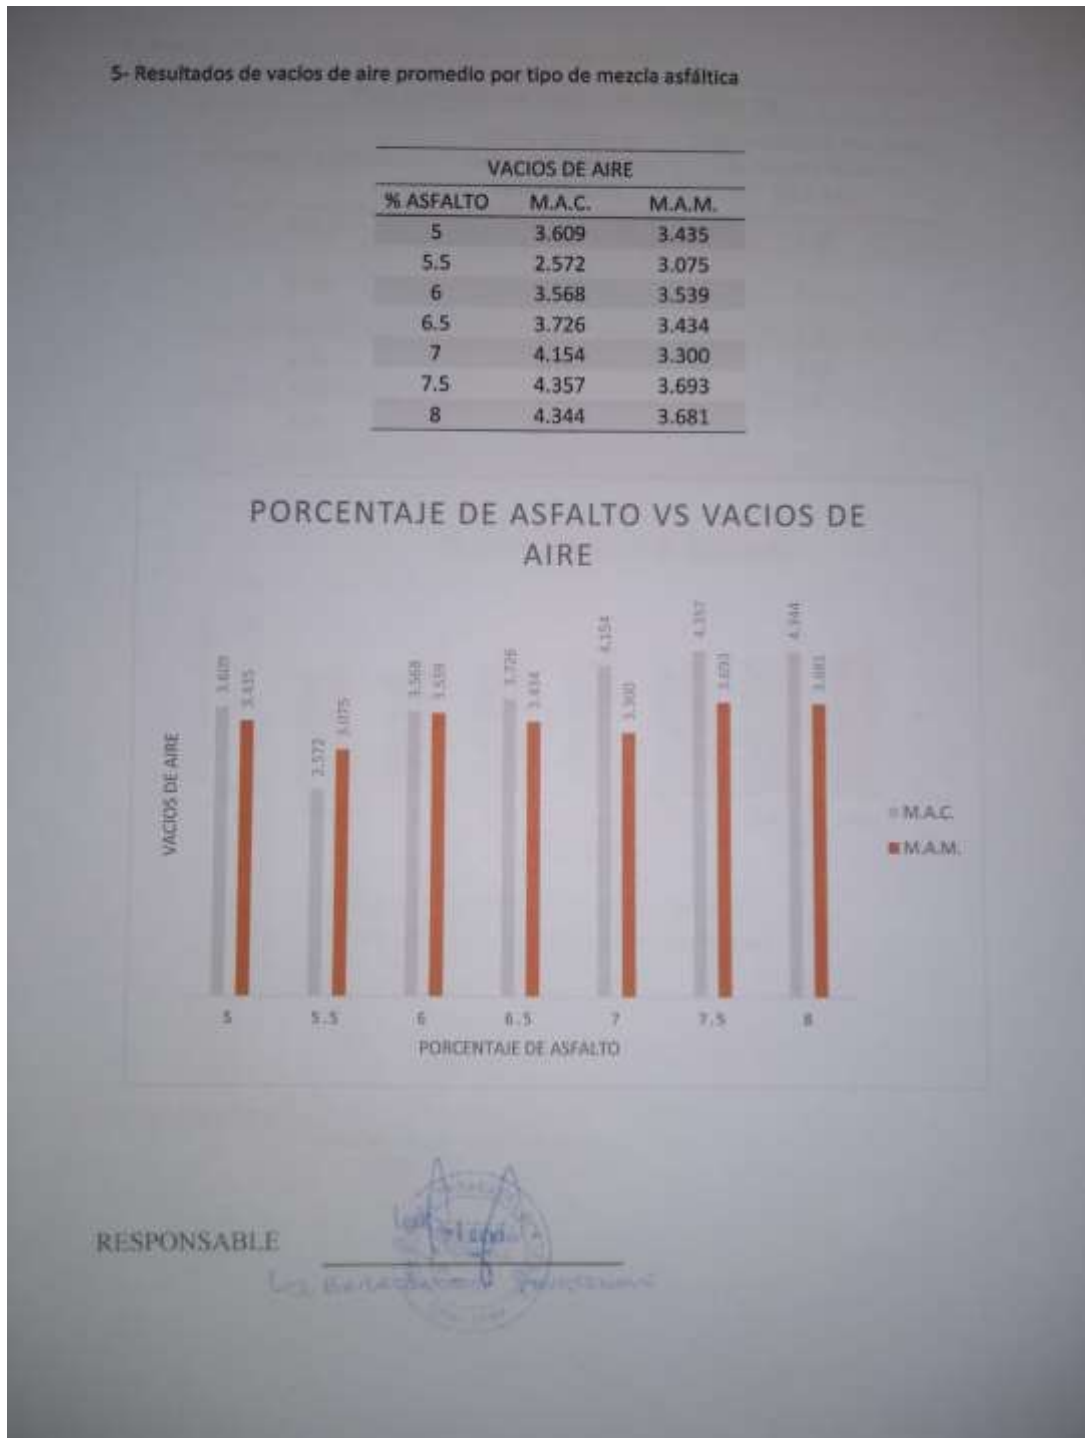 5- Resultados de vacíos de aire promedio por tipo de mezcla asfáltica
VACIOS DE AIRE
% ASFALTO M.A.C. M.A.M.
5 3.609 3.435
5.5 2.572 3.075
6 3.568 3.539
6.5 3.726 3.434
7 4.154 3.300
7.5 4.357 3.693
8 4.344 3.681
PORCENTAJE DE ASFALTO VS VACIOS DE
AIRE
3.609 3.435 2.572 3.075 3.568 3.539 3.726 3.434 4.154 3.300 4.357 3.693 4.344 3.681
VACIOS DE AIRE
M.A.C.
M.A.M.
5 5.5 6 6.5 7 7.5 8
PORCENTAJE DE ASFALTO
RESPONSABLE